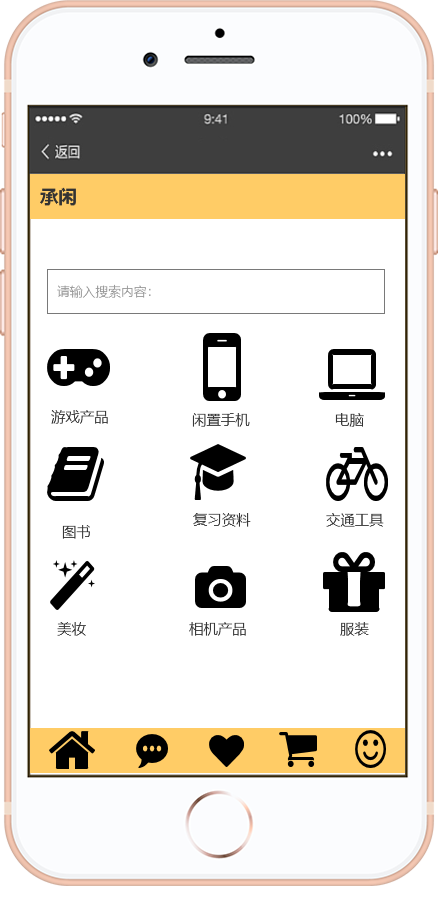 9:41 100%
返回
承闲
请输入搜索内容:
游戏产品 闲置手机 电脑
图书 复习资料 交通工具
美妆 相机产品 服装